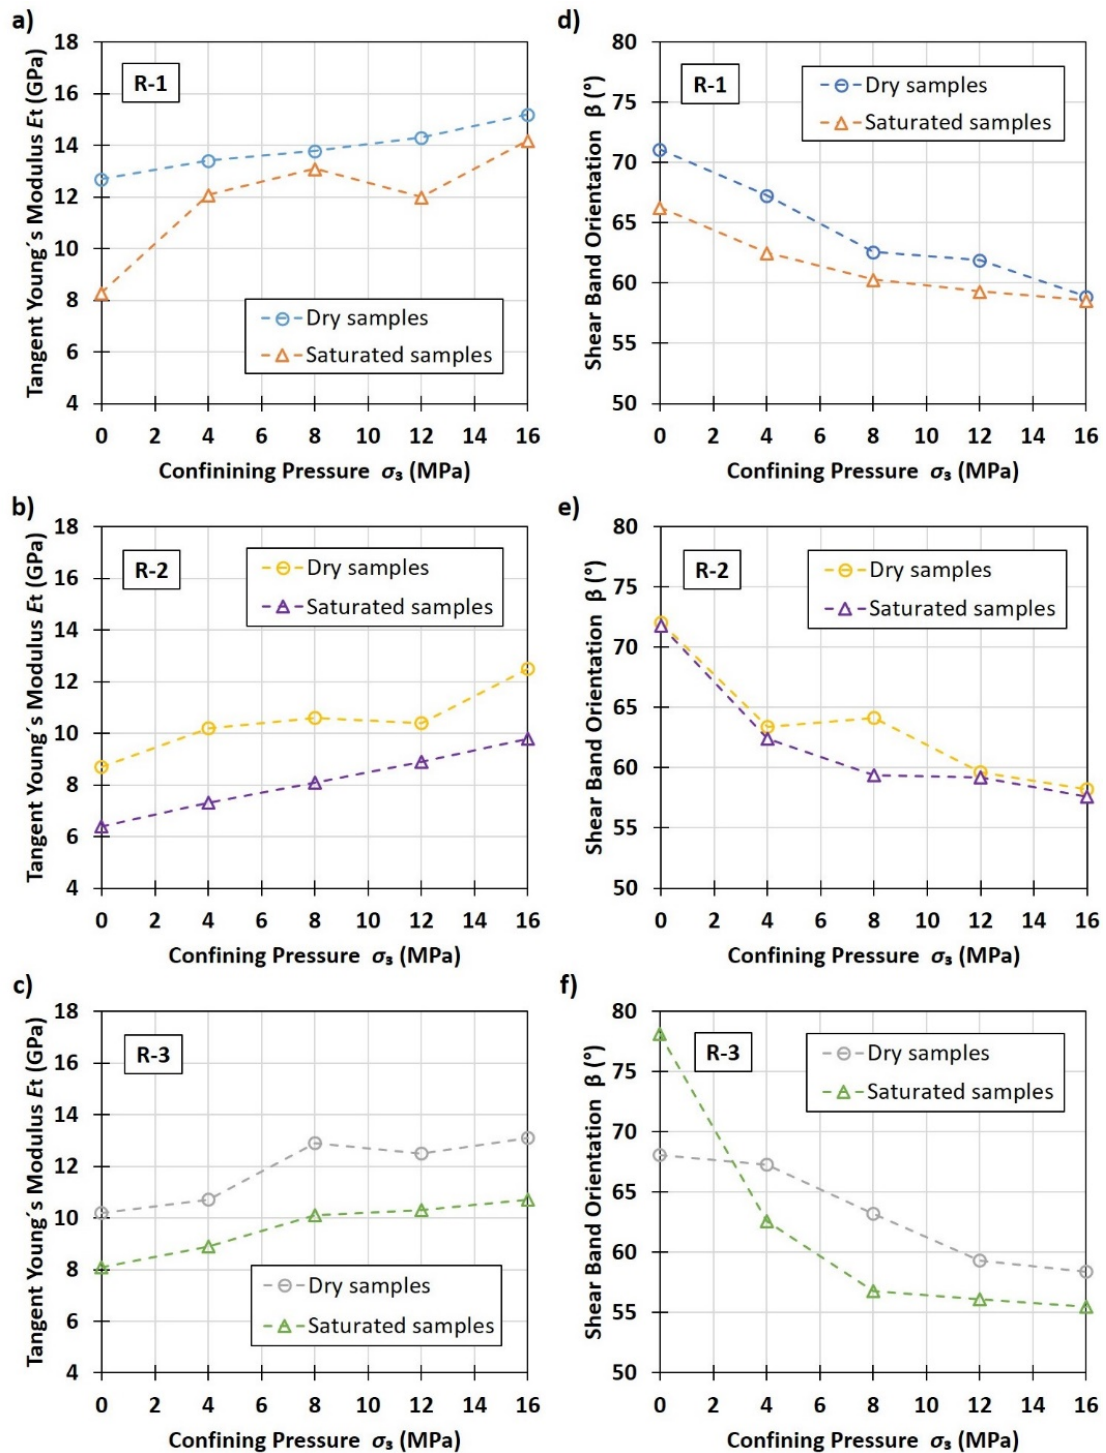 a)
Tangent Young´s Modulus Et (GPa)
18
16
14
12
10
8
6
4
R-1
Dry samples
Saturated samples
0 2 4 6 8 10 12 14 16
Confinining Pressure σ₃ (MPa)
d)
Shear Band Orientation β (°)
80
75
70
65
60
55
50
R-1
Dry samples
Saturated samples
0 2 4 6 8 10 12 14 16
Confining Pressure σ₃ (MPa)
b)
Tangent Young´s Modulus Et (GPa)
18
16
14
12
10
8
6
4
R-2
Dry samples
Saturated samples
0 2 4 6 8 10 12 14 16
Confining Pressure σ₃ (MPa)
e)
Shear Band Orientation β (°)
80
75
70
65
60
55
50
R-2
Dry samples
Saturated samples
0 2 4 6 8 10 12 14 16
Confining Pressure σ₃ (MPa)
c)
Tangent Young´s Modulus Et (GPa)
18
16
14
12
10
8
6
4
R-3
Dry samples
Saturated samples
0 2 4 6 8 10 12 14 16
Confining Pressure σ₃ (MPa)
f)
Shear Band Orientation β (°)
80
75
70
65
60
55
50
R-3
Dry samples
Saturated samples
0 2 4 6 8 10 12 14 16
Confining Pressure σ₃ (MPa)